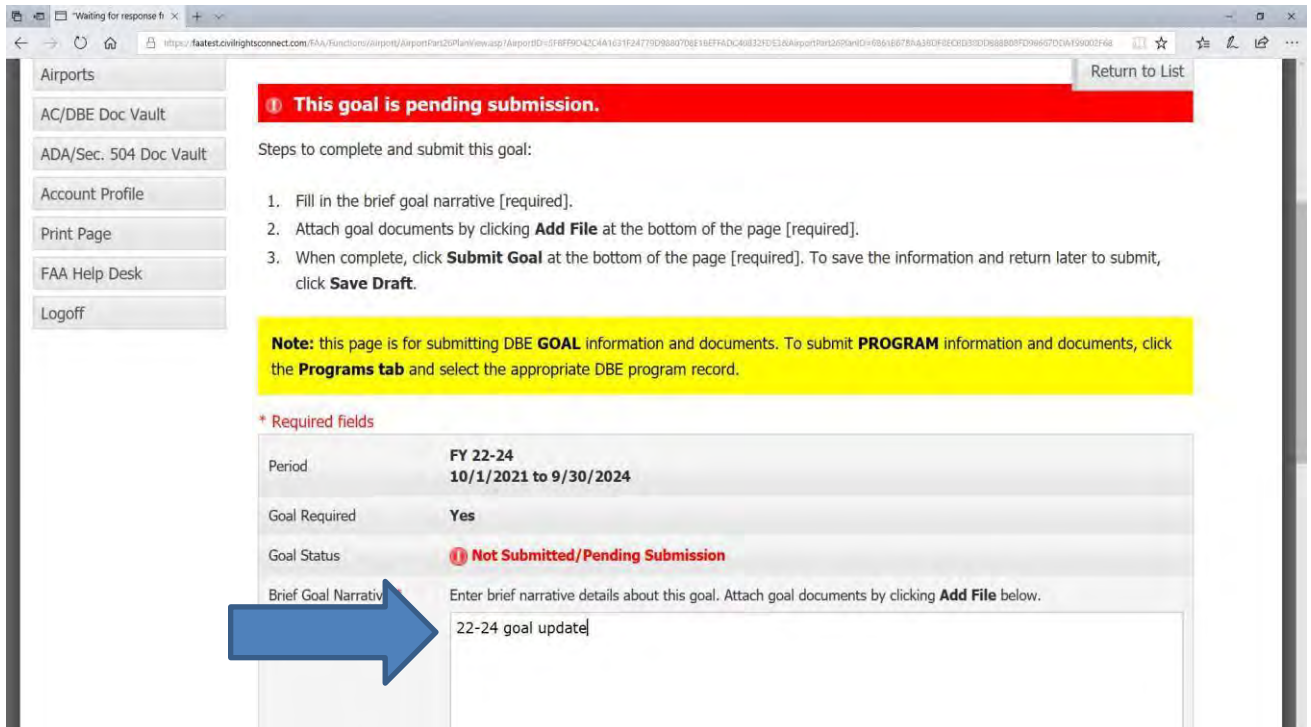 "Waiting for response fr
faatest.civilrightsconnect.com
Airports
AC/DBE Doc Vault
ADA/Sec. 504 Doc Vault
Account Profile
Print Page
FAA Help Desk
Logoff
Return to List
This goal is pending submission.
Steps to complete and submit this goal:
1. Fill in the brief goal narrative [required].
2. Attach goal documents by clicking Add File at the bottom of the page [required].
3. When complete, click Submit Goal at the bottom of the page [required]. To save the information and return later to submit,
click Save Draft.
Note: this page is for submitting DBE GOAL information and documents. To submit PROGRAM information and documents, click
the Programs tab and select the appropriate DBE program record.
* Required fields
Period
FY 22-24
10/1/2021 to 9/30/2024
Goal Required Yes
Goal Status Not Submitted/Pending Submission
Brief Goal Narrative Enter brief narrative details about this goal. Attach goal documents by clicking Add File below.
22-24 goal update